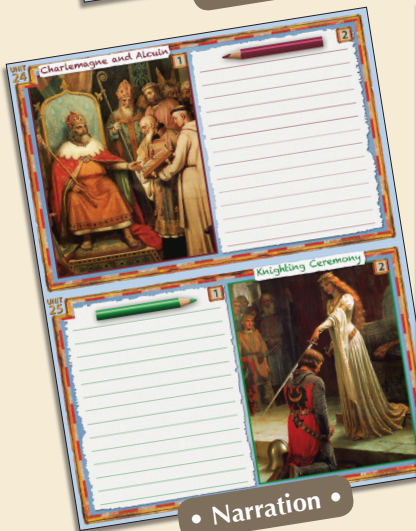 UNIT
24
Charlemagne and Alcuin
1
2
Knighting Ceremony
2
UNIT
25
1
• Narration •